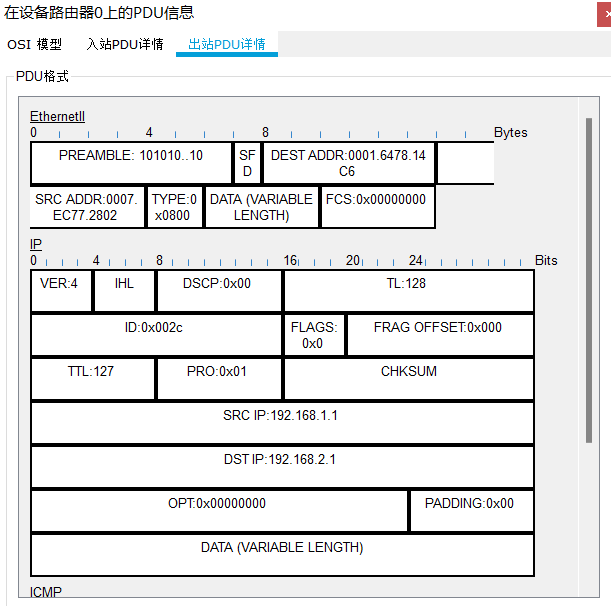 在设备路由器0上的PDU信息
OSI 模型 入站PDU详情 出站PDU详情
PDU格式
EthernetII
0 4 8 Bytes
PREAMBLE: 101010..10 SF DEST ADDR:0001.6478.14
D C6
SRC ADDR:0007. TYPE:0 DATA (VARIABLE FCS:0x00000000
EC77.2802 x0800 LENGTH)
IP
0 4 8 16 20 24 Bits
VER:4 IHL DSCP:0x00 TL:128
ID:0x002c FLAGS: FRAG OFFSET:0x000
0x0
TTL:127 PRO:0x01 CHKSUM
SRC IP:192.168.1.1
DST IP:192.168.2.1
OPT:0x00000000 PADDING:0x00
DATA (VARIABLE LENGTH)
ICMP